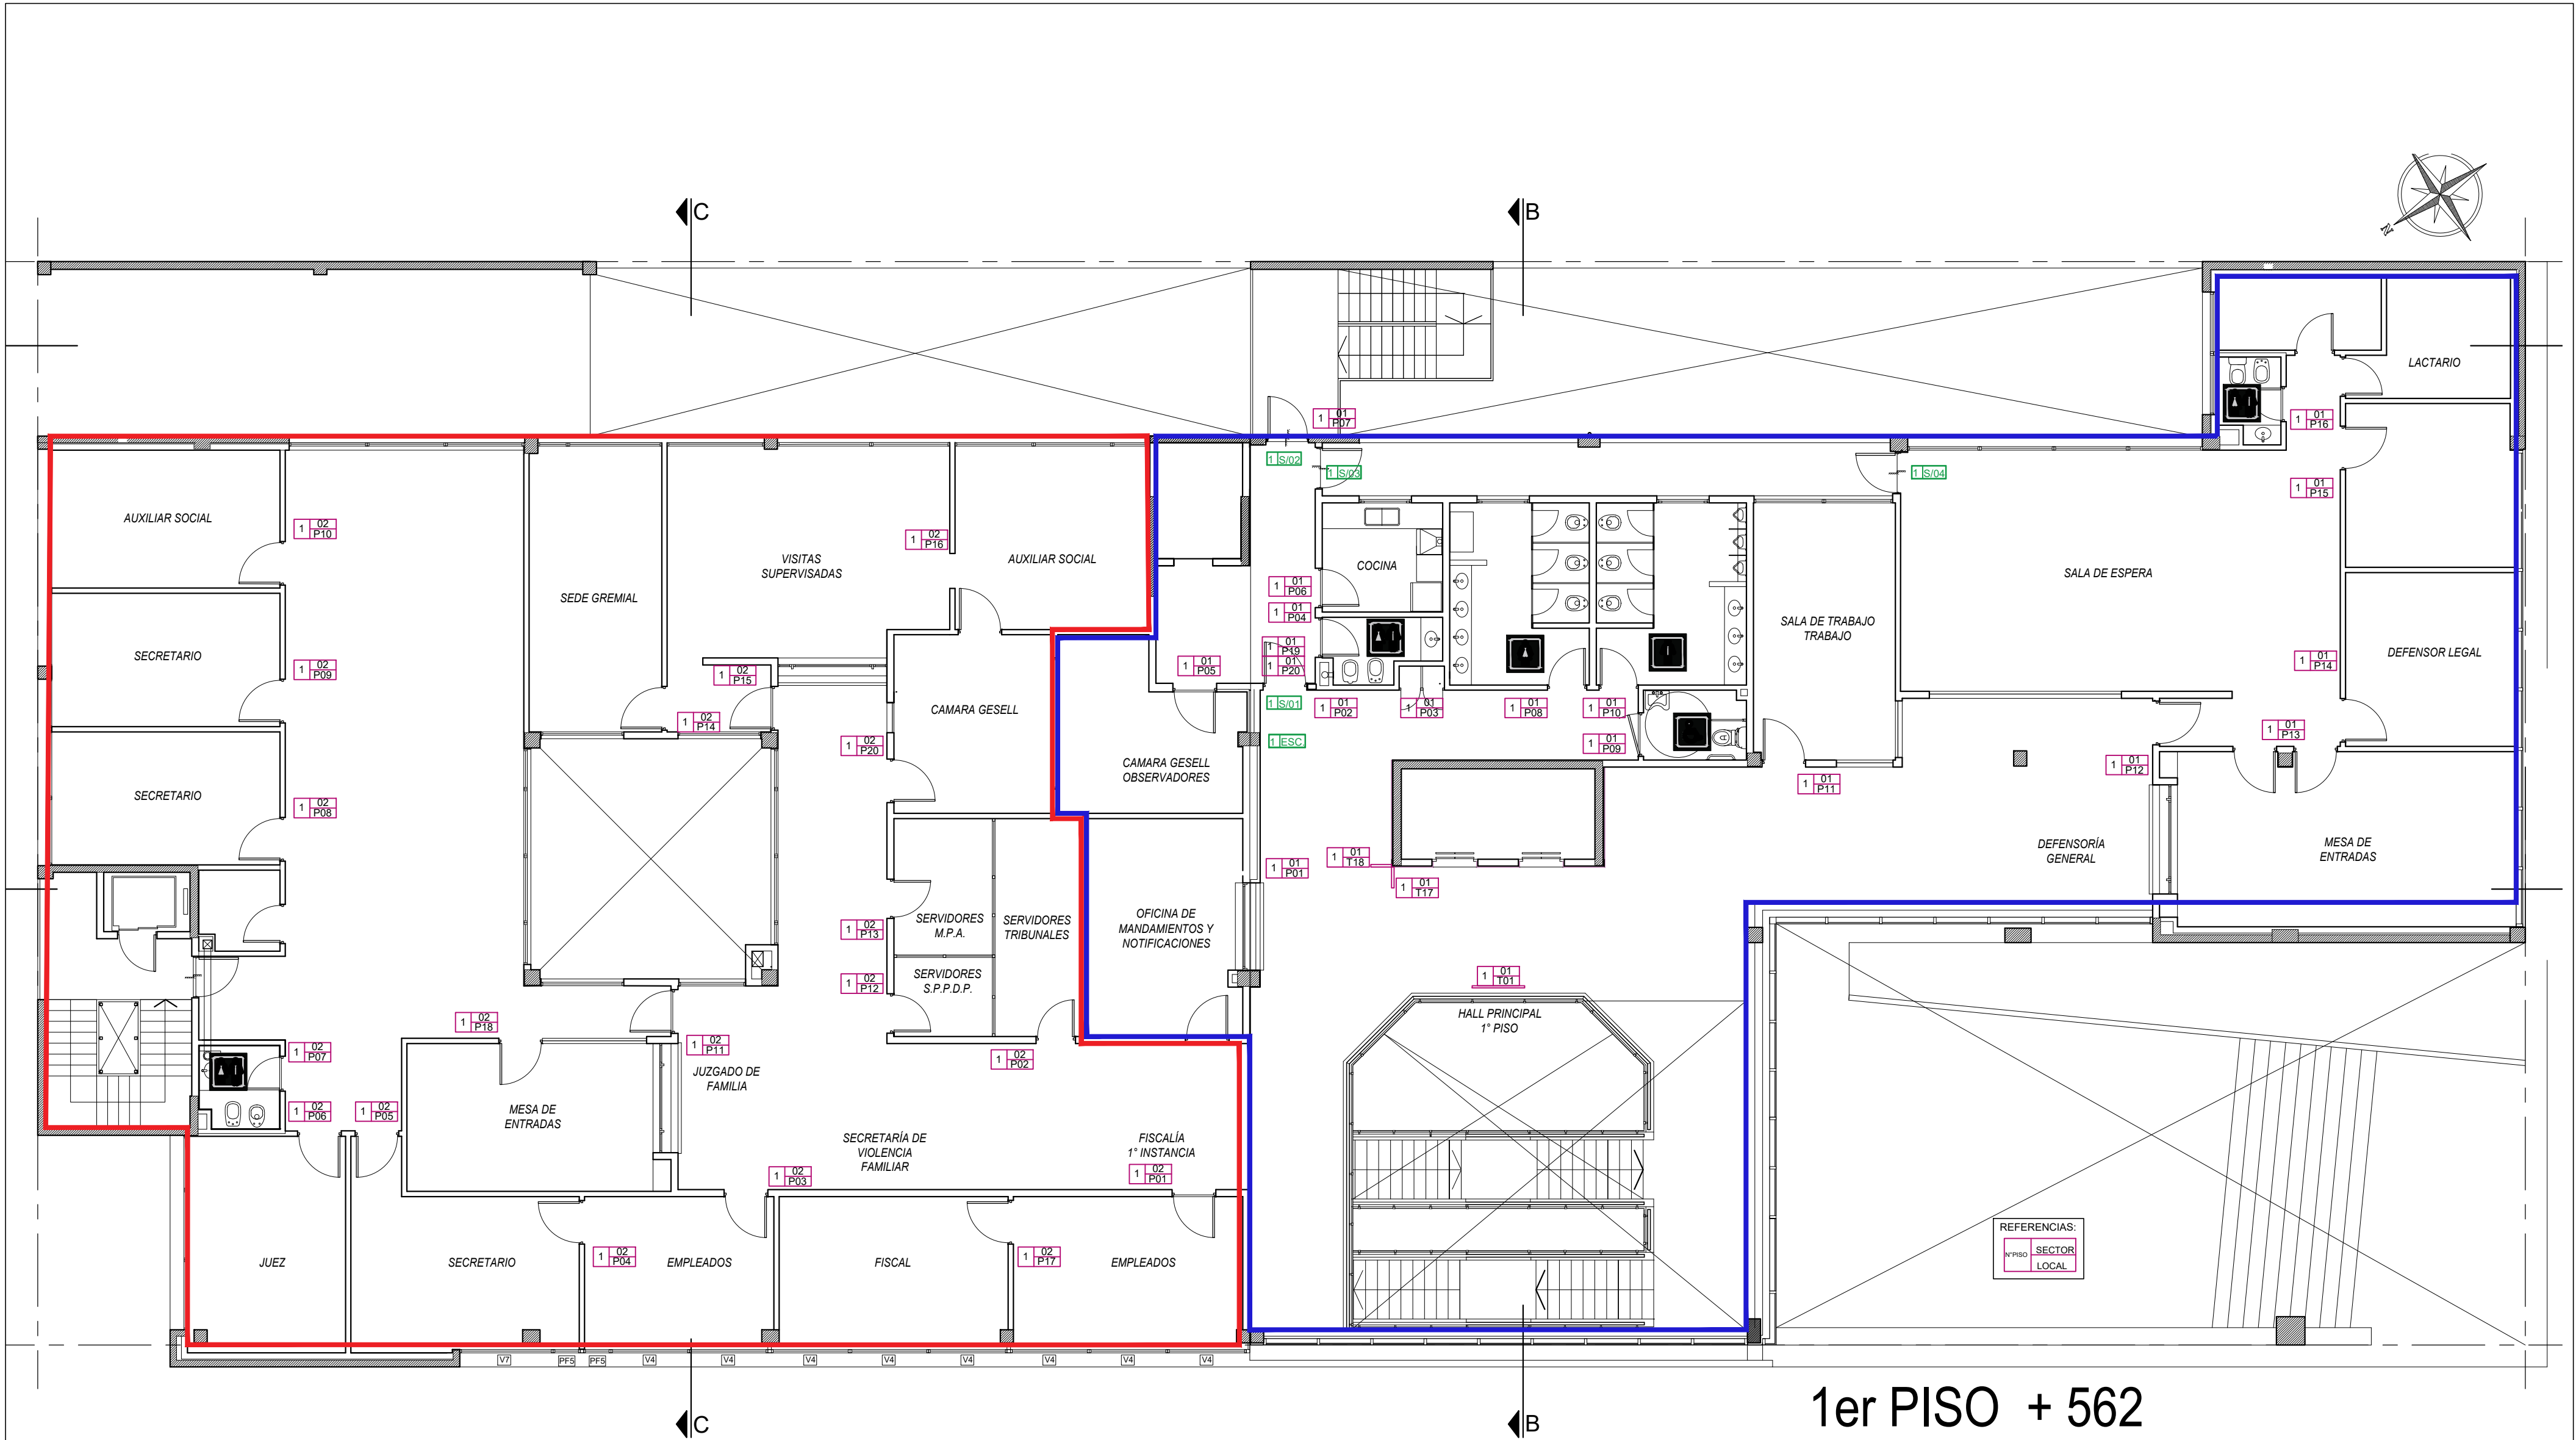 C
B
N
LACTARIO
1 01 P07
1 01 P16
1 S/02
1 S/03
1 S/04
1 01 P15
AUXILIAR SOCIAL
1 02 P10
VISITAS
SUPERVISADAS
1 02 P16
AUXILIAR SOCIAL
COCINA
SALA DE ESPERA
SEDE GREMIAL
1 01 P06
1 01 P04
SALA DE TRABAJO
TRABAJO
SECRETARIO
1 02 P09
1 02 P15
1 01 P05
1 01 P19
1 01 P20
1 01 P14
DEFENSOR LEGAL
CAMARA GESELL
1 02 P14
1 S/01
1 01 P02
1 01 P03
1 01 P08
1 01 P10
1 01 P13
1 02 P20
1 ESC
1 01 P09
CAMARA GESELL
OBSERVADORES
1 01 P12
1 01 P11
SECRETARIO
1 02 P08
DEFENSORÍA
GENERAL
MESA DE
ENTRADAS
1 01 P01
1 01 T18
1 01 T17
SERVIDORES
M.P.A.
SERVIDORES
TRIBUNALES
OFICINA DE
MANDAMIENTOS Y
NOTIFICACIONES
1 02 P13
SERVIDORES
S.P.P.D.P.
1 02 P12
1 01 T01
HALL PRINCIPAL
1° PISO
1 02 P18
1 02 P07
1 02 P11
1 02 P02
JUZGADO DE
FAMILIA
1 02 P06
1 02 P05
MESA DE
ENTRADAS
SECRETARÍA DE
VIOLENCIA
FAMILIAR
FISCALÍA
1° INSTANCIA
1 02 P03
1 02 P01
REFERENCIAS:
N°PISO SECTOR
LOCAL
JUEZ
SECRETARIO
1 02 P04
EMPLEADOS
FISCAL
1 02 P17
EMPLEADOS
V7 PF5 PF5 V4 V4 V4 V4 V4 V4 V4 V4
C
B
1er PISO + 562